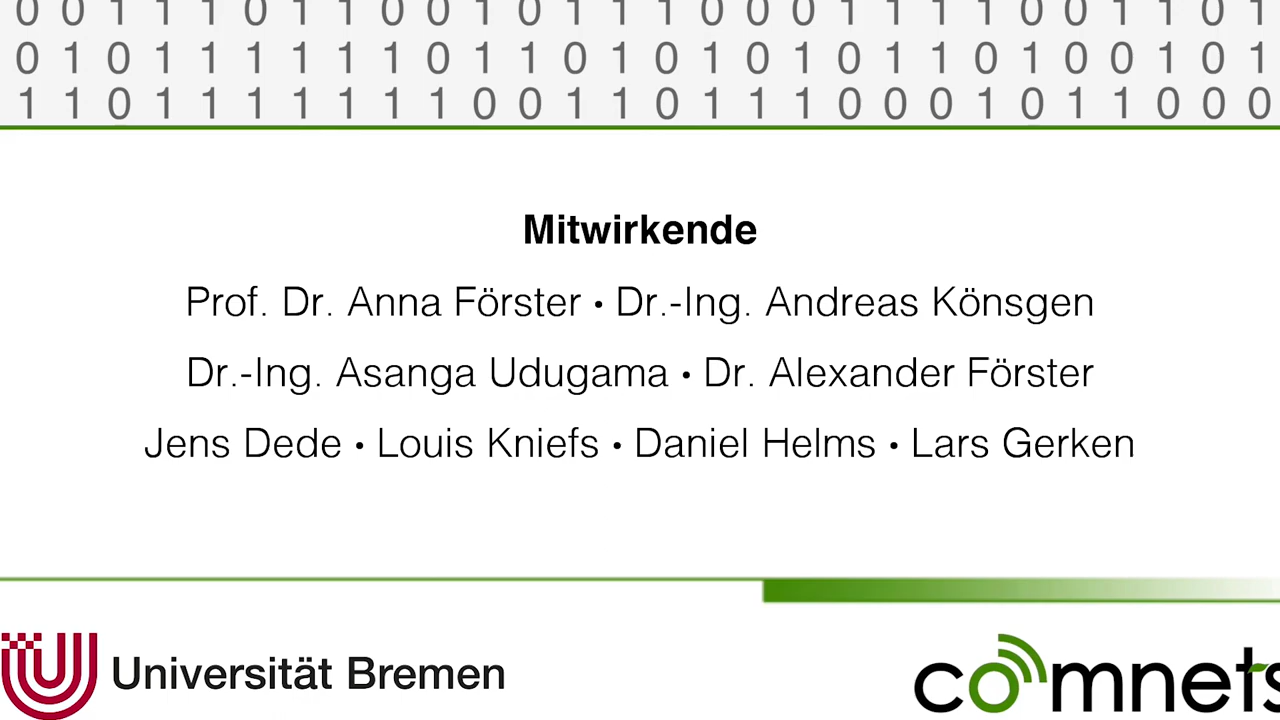 0 0 1 1 1 0 1 1 0 0 1 0 1 1 1 0 0 0 1 1 1 1 0 0 1 1 0 1
0 1 0 1 1 1 1 1 1 0 1 1 0 1 0 1 0 1 0 1 1 0 1 0 0 1 0 1
1 1 0 1 1 1 1 1 1 1 0 0 1 1 0 1 1 1 0 0 0 1 0 1 1 0 0 0
Mitwirkende
Prof. Dr. Anna Förster • Dr.-Ing. Andreas Könsgen
Dr.-Ing. Asanga Udugama • Dr. Alexander Förster
Jens Dede • Louis Kniefs • Daniel Helms • Lars Gerken
Universität Bremen
comnets